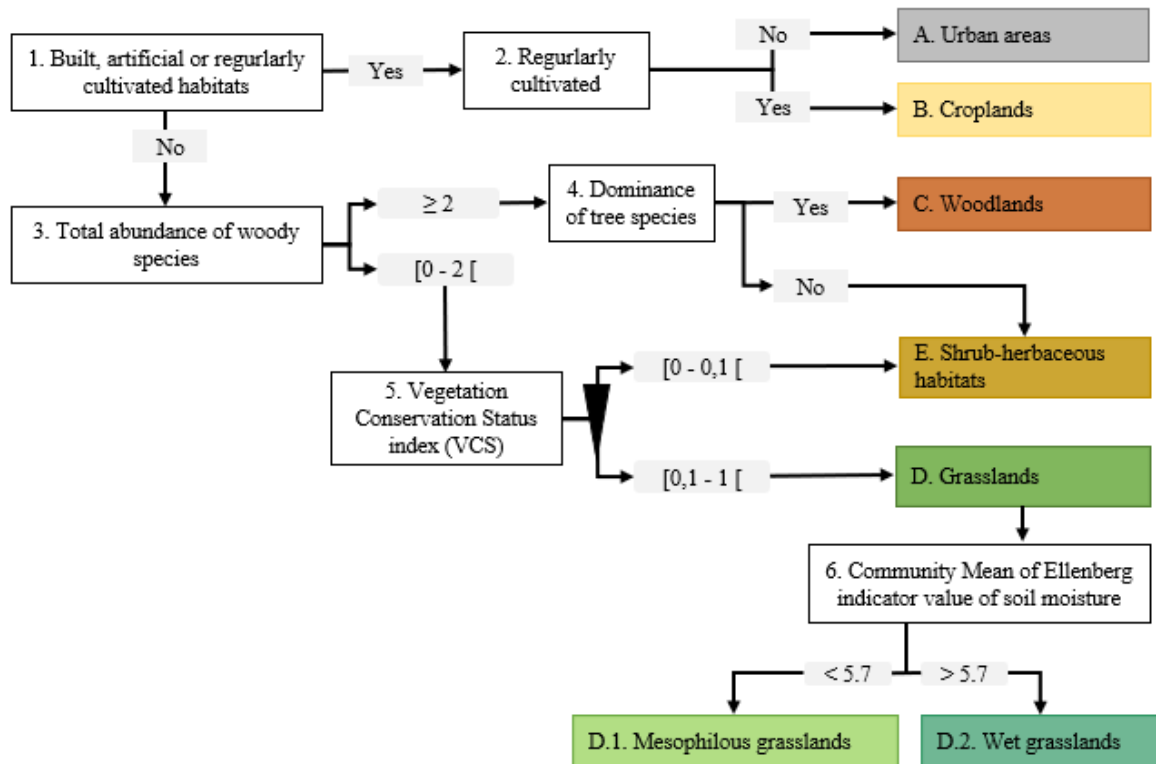 1. Built, artificial or regurlarly
cultivated habitats
Yes
2. Regurlarly
cultivated
No
A. Urban areas
Yes
B. Croplands
No
3. Total abundance of woody
species
≥ 2
4. Dominance
of tree species
Yes
C. Woodlands
[0 - 2 [
No
5. Vegetation
Conservation Status
index (VCS)
[0 - 0,1 [
E. Shrub-herbaceous
habitats
[0,1 - 1 [
D. Grasslands
6. Community Mean of Ellenberg
indicator value of soil moisture
< 5.7
> 5.7
D.1. Mesophilous grasslands
D.2. Wet grasslands